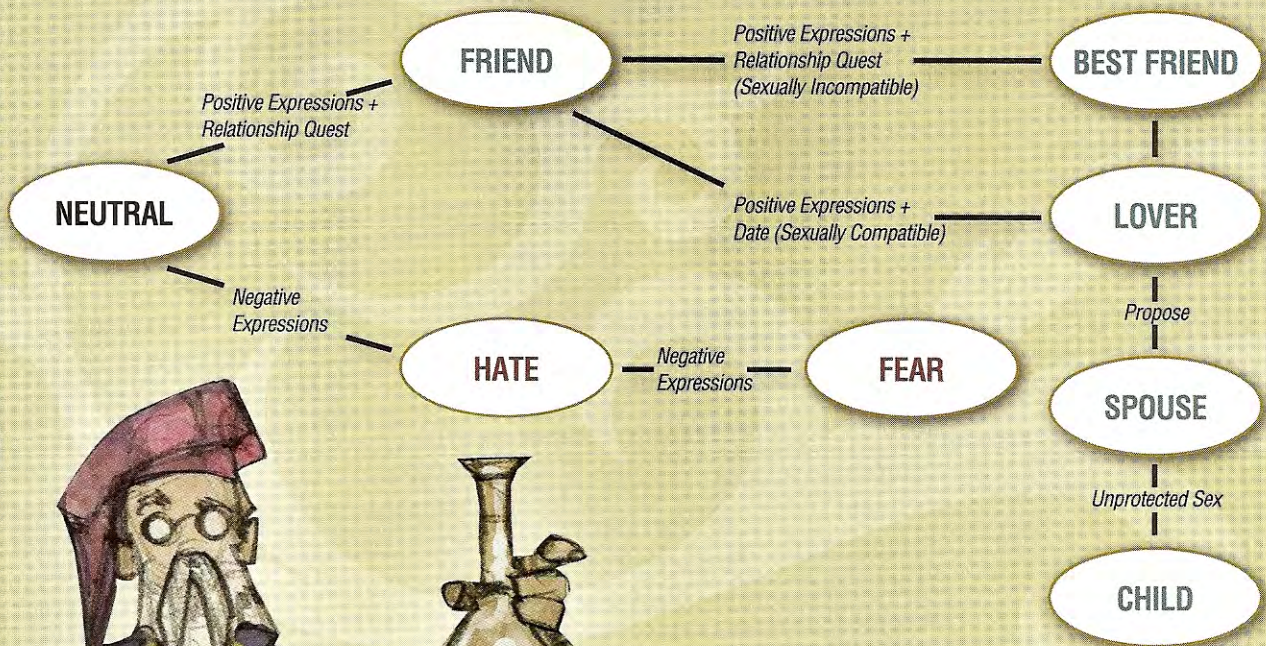 FRIEND
Positive Expressions +
Relationship Quest
(Sexually Incompatible)
BEST FRIEND
Positive Expressions +
Relationship Quest
NEUTRAL
Positive Expressions +
Date (Sexually Compatible)
LOVER
Negative
Expressions
Propose
HATE
Negative
Expressions
FEAR
SPOUSE
Unprotected Sex
CHILD